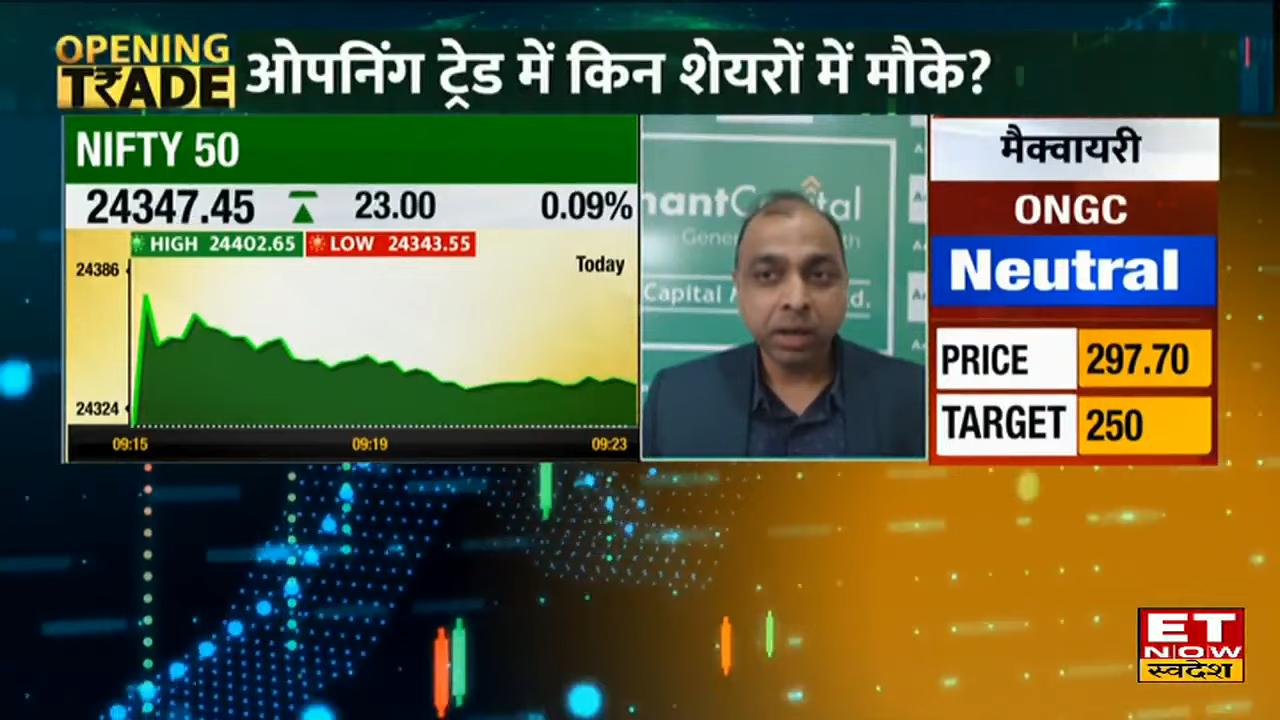 OPENING
TRADE
ओपनिंग ट्रेड में किन शेयरों में मौके?
NIFTY 50
24347.45 23.00 0.09%
HIGH 24402.65 LOW 24343.55
Today
24386
24324
09:15 09:19 09:23
Capital
मैक्वायरी
ONGC
Neutral
PRICE 297.70
TARGET 250
ET
NOW
स्वदेश